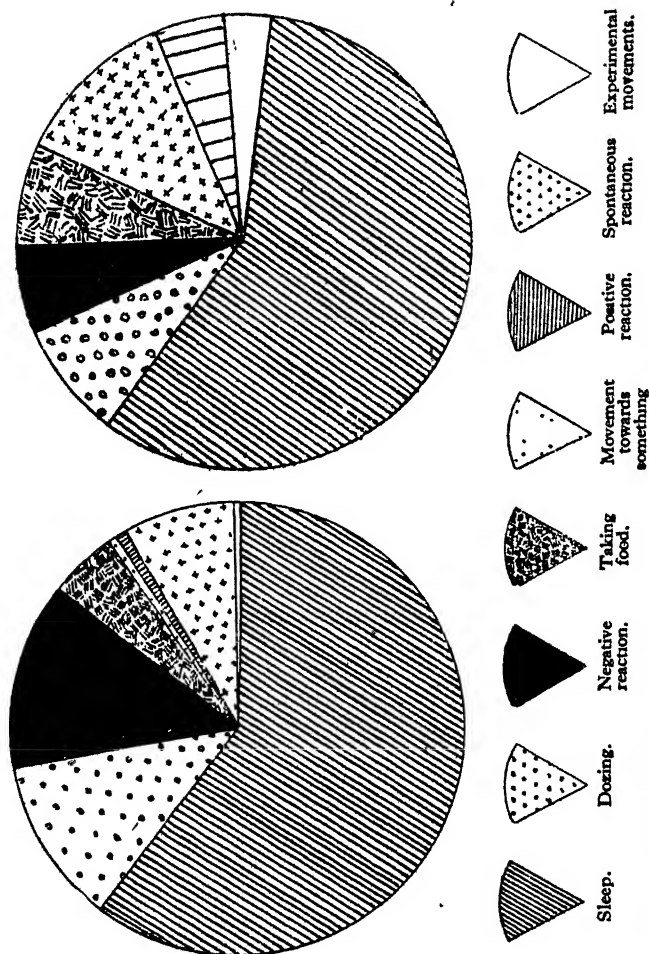 Sleep.
Dozing.
Negative
reaction.
Taking
food.
Movement
towards
something
Positive
reaction.
Spontaneous
reaction.
Experimental
movements.